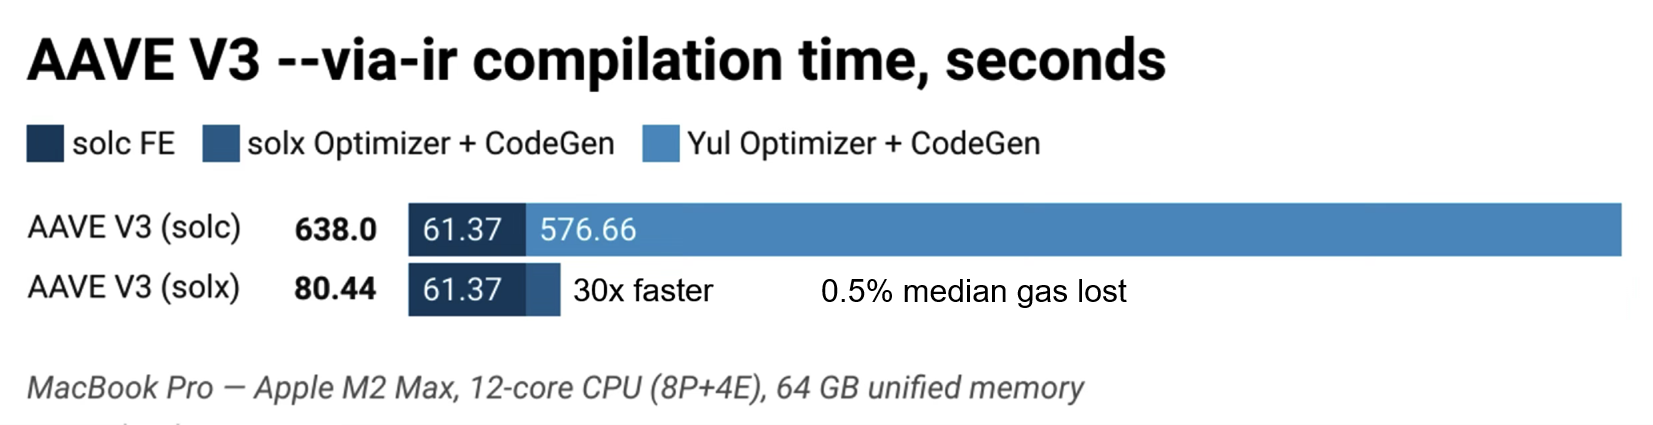 AAVE V3 --via-ir compilation time, seconds
solc FE solx Optimizer + CodeGen Yul Optimizer + CodeGen
AAVE V3 (solc) 638.0 61.37 576.66
AAVE V3 (solx) 80.44 61.37 30x faster 0.5% median gas lost
MacBook Pro — Apple M2 Max, 12-core CPU (8P+4E), 64 GB unified memory